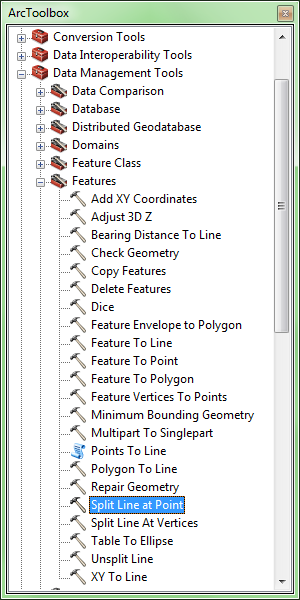 ArcToolbox
Conversion Tools
Data Interoperability Tools
Data Management Tools
Data Comparison
Database
Distributed Geodatabase
Domains
Feature Class
Features
Add XY Coordinates
Adjust 3D Z
Bearing Distance To Line
Check Geometry
Copy Features
Delete Features
Dice
Feature Envelope to Polygon
Feature To Line
Feature To Point
Feature To Polygon
Feature Vertices To Points
Minimum Bounding Geometry
Multipart To Singlepart
Points To Line
Polygon To Line
Repair Geometry
Split Line at Point
Split Line At Vertices
Table To Ellipse
Unsplit Line
XY To Line